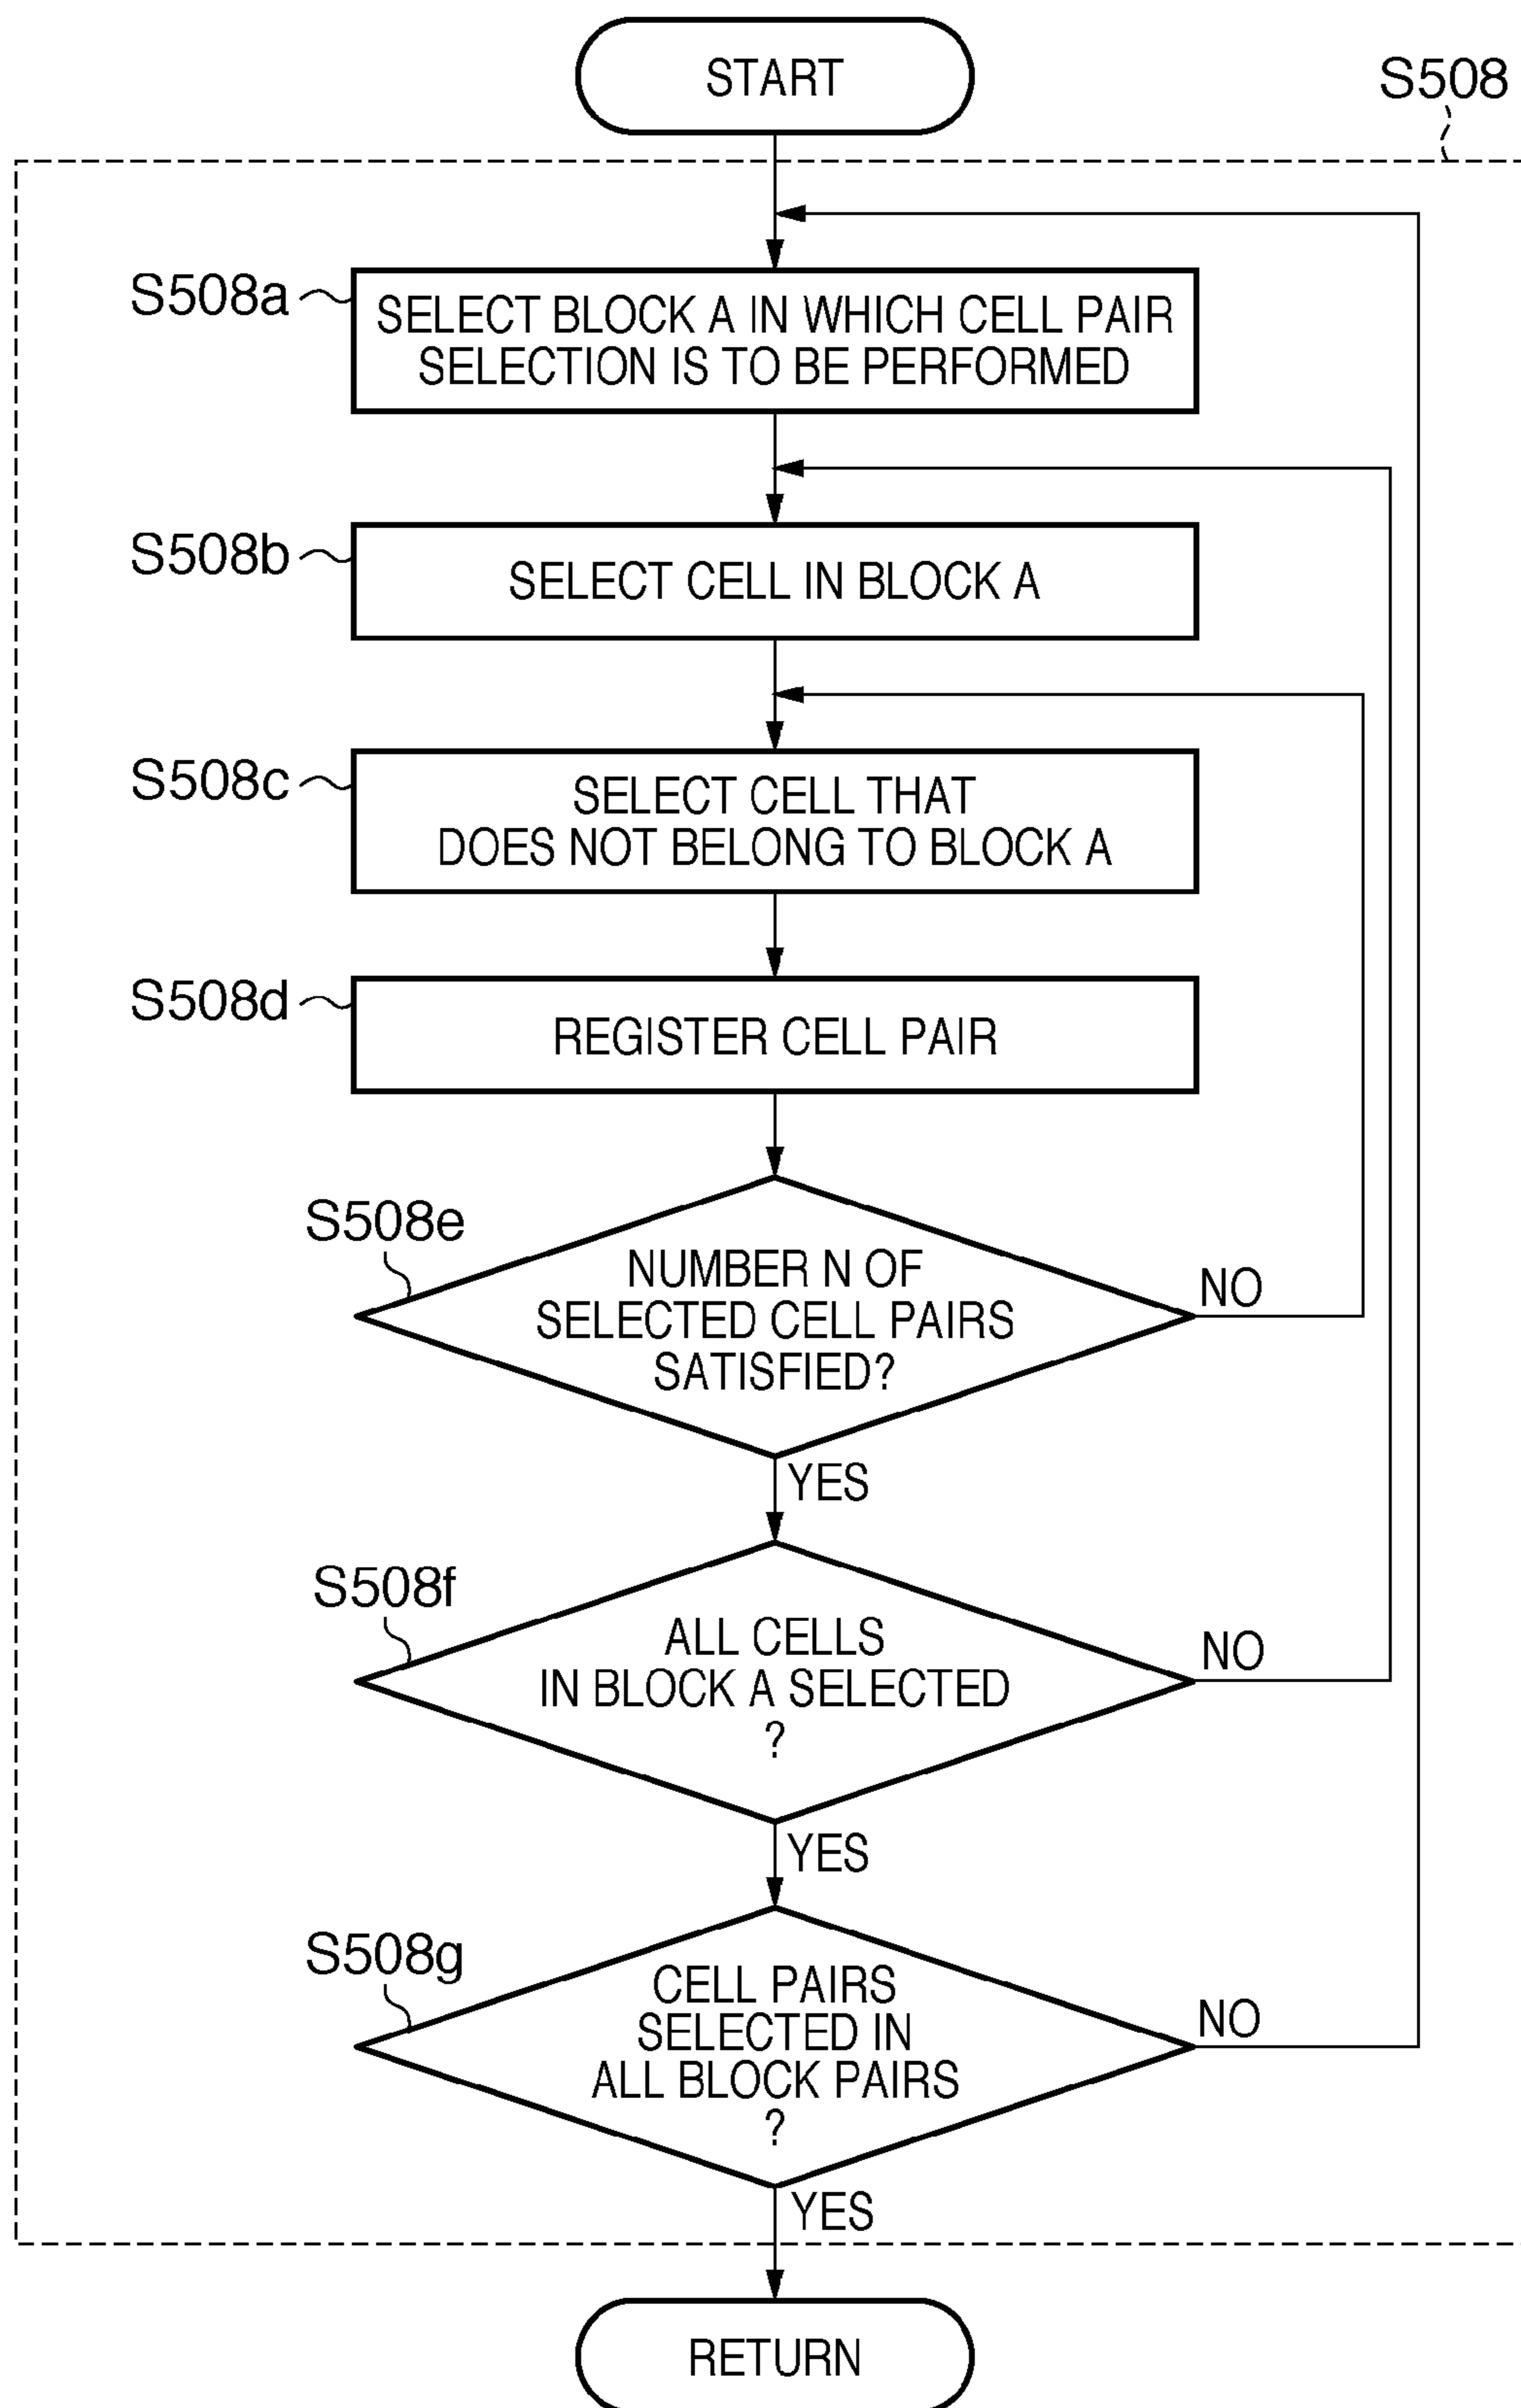 START
S508
S508a
SELECT BLOCK A IN WHICH CELL PAIR
SELECTION IS TO BE PERFORMED
S508b
SELECT CELL IN BLOCK A
S508c
SELECT CELL THAT
DOES NOT BELONG TO BLOCK A
S508d
REGISTER CELL PAIR
S508e
NUMBER N OF
SELECTED CELL PAIRS
SATISFIED?
NO
YES
S508f
ALL CELLS
IN BLOCK A SELECTED
?
NO
YES
S508g
CELL PAIRS
SELECTED IN
ALL BLOCK PAIRS
?
NO
YES
RETURN